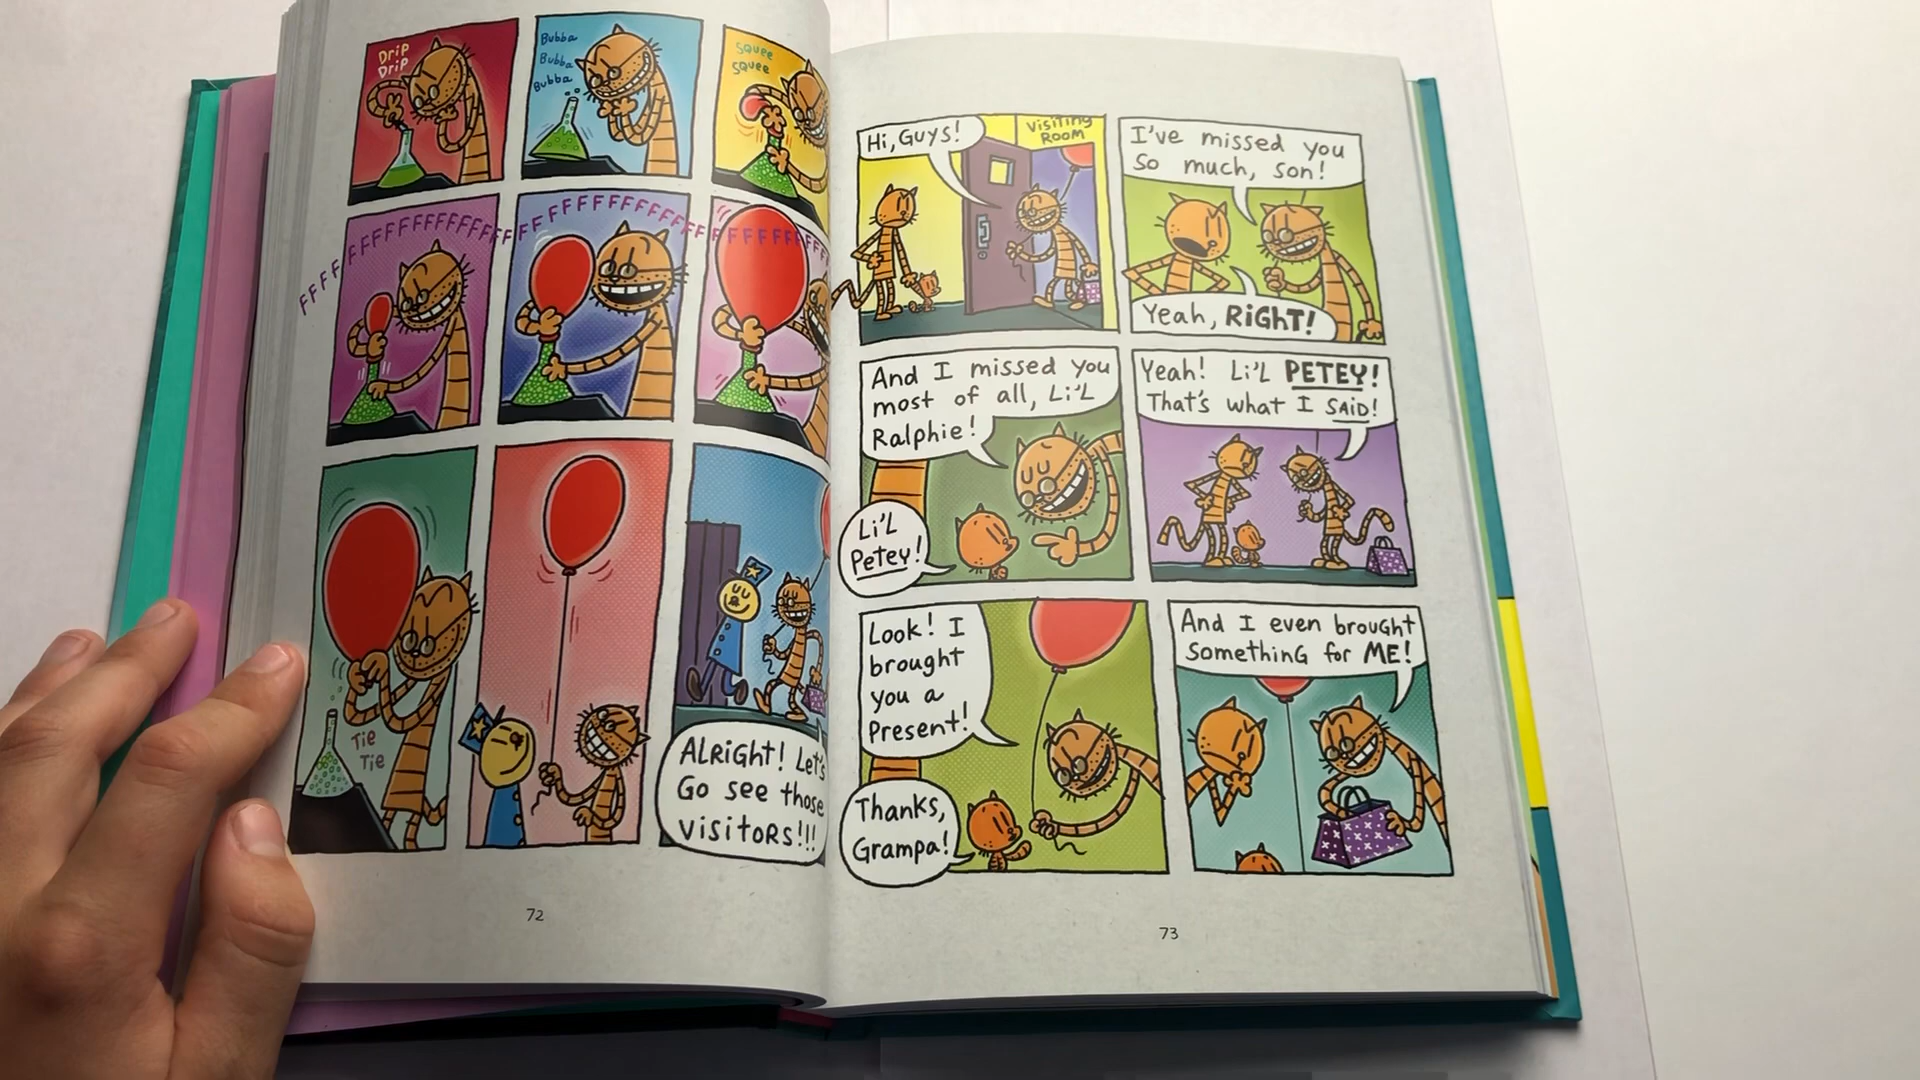 Drip
Drip
Bubba
Bubba
Bubba
Squee
Squee
FFFFFFFFFFFFFFFFFFFFFFFFFFFFFFFFFFFFFF
Tie
Tie
Alright! Let's
Go see those
visitors!!!
72
Hi, Guys!
Visiting
Room
I've missed you
so much, son!
Yeah, RIGHT!
And I missed you
most of all, Li'l
Ralphie!
Li'l
Petey!
Yeah! Li'l PETEY!
That's what I SAID!
Look! I
brought
you a
Present!
Thanks,
Grampa!
And I even brought
something for ME!
73